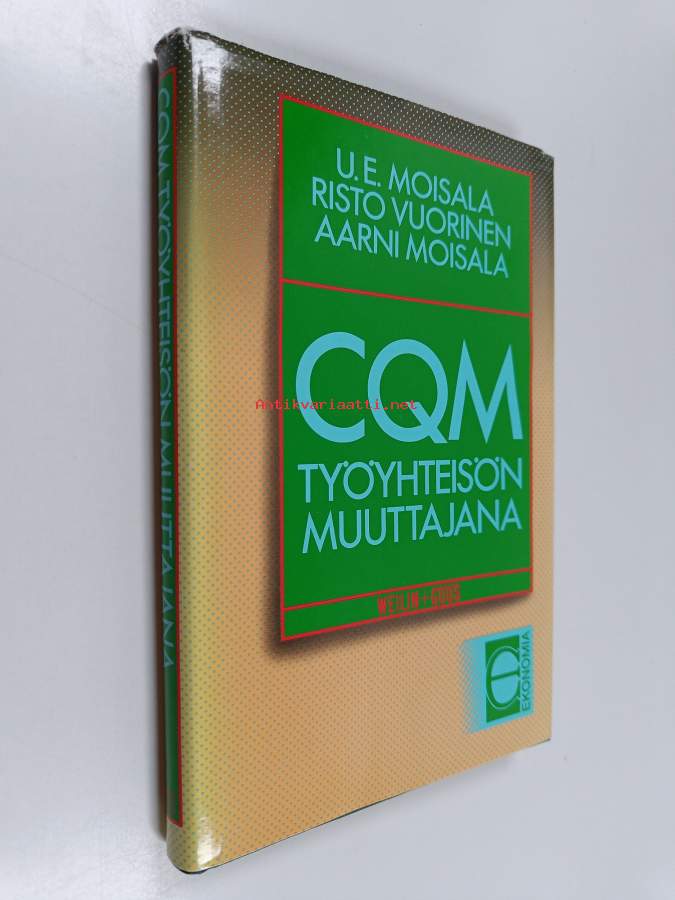 U.E. MOISALA
RISTO VUORINEN
AARNI MOISALA
CQM
Antikvariaatti.net
TYÖYHTEISÖN
MUUTTAJANA
WEILIN+GÖÖS
e
EKONOMIA
CQM TYÖYHTEISÖN MUUTTAJANA